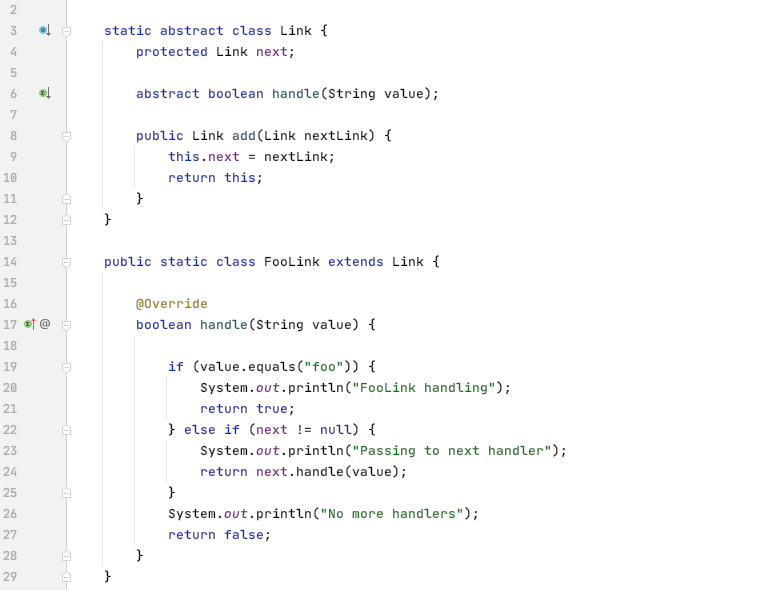 2
3 static abstract class Link {
4 protected Link next;
5
6 abstract boolean handle(String value);
7
8 public Link add(Link nextLink) {
9 this.next = nextLink;
10 return this;
11 }
12 }
13
14 public static class FooLink extends Link {
15
16 @Override
17 @ boolean handle(String value) {
18
19 if (value.equals("foo")) {
20 System.out.println("FooLink handling");
21 return true;
22 } else if (next != null) {
23 System.out.println("Passing to next handler");
24 return next.handle(value);
25 }
26 System.out.println("No more handlers");
27 return false;
28 }
29 }